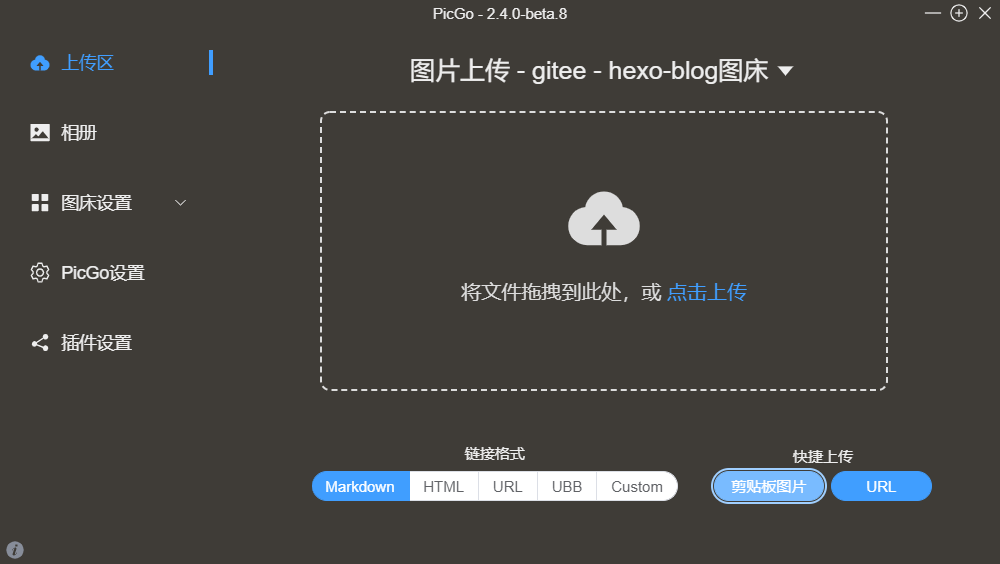 PicGo - 2.4.0-beta.8
上传区
相册
图床设置
PicGo设置
插件设置
图片上传 - gitee - hexo-blog图床
将文件拖拽到此处，或 点击上传
链接格式
Markdown HTML URL UBB Custom
快捷上传
剪贴板图片 URL